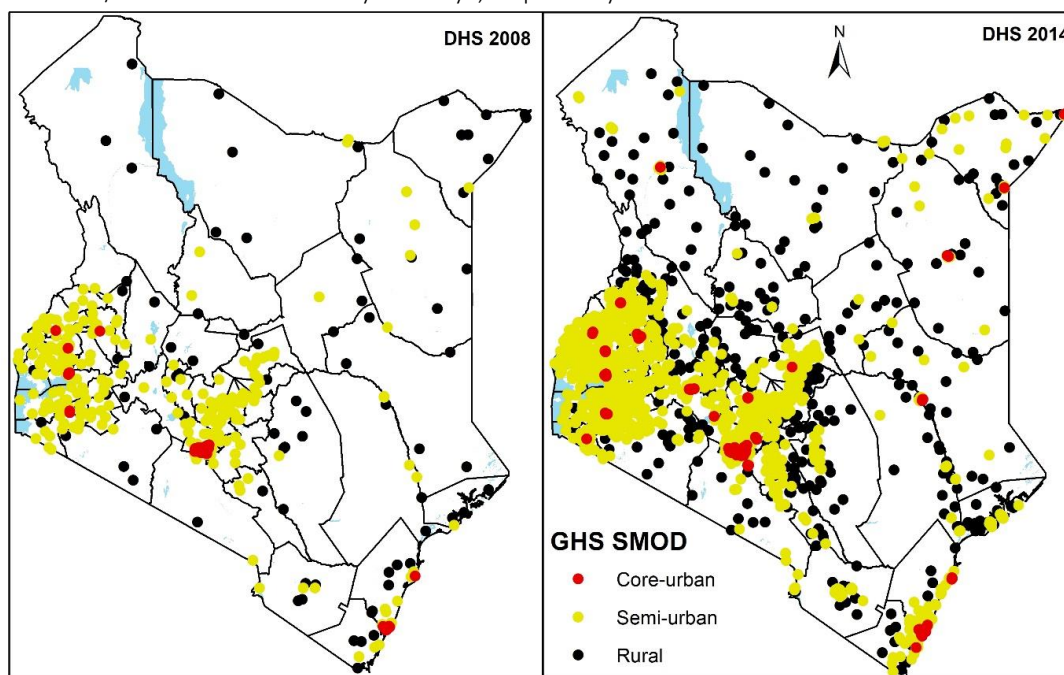 DHS 2008
N
DHS 2014
GHS SMOD
Core-urban
Semi-urban
Rural